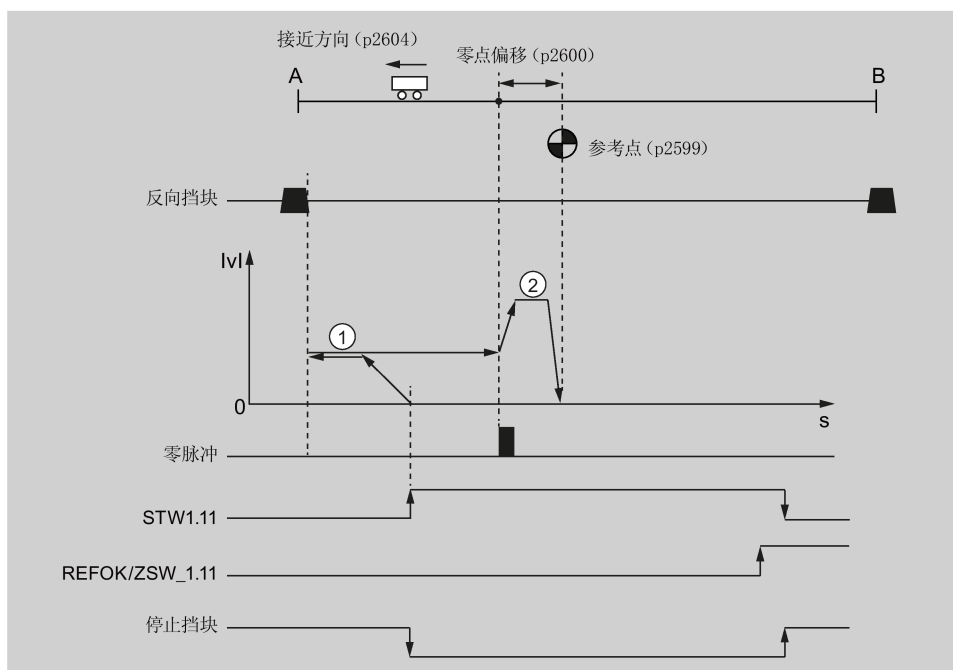 接近方向(p2604)
零点偏移(p2600)
A
B
参考点(p2599)
反向挡块
|v|
2
1
0
s
零脉冲
STW1.11
REFOK/ZSW_1.11
停止挡块